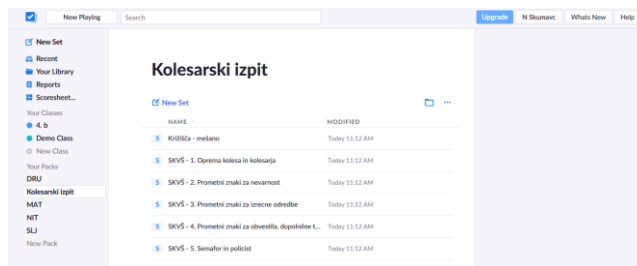 Now Playing
Search
Upgrade
N Skumavc
Whats New
Help
New Set
Recent
Your Library
Reports
Scoresheet...
Your Classes
4. b
Demo Class
New Class
Your Packs
DRU
Kolesarski Izpit
MAT
NIT
SLJ
New Pack
Kolesarski izpit
New Set
NAME
MODIFIED
S Križišča - mešano Today 11:12 AM
S SKVŠ - 1. Oprema kolesa in kolesarja Today 11:12 AM
S SKVŠ - 2. Prometni znaki za nevarnost Today 11:12 AM
S SKVŠ - 3. Prometni znaki za izrecne odredbe Today 11:12 AM
S SKVŠ - 4. Prometni znaki za obvestila, dopolnilne t... Today 11:12 AM
S SKVŠ - 5. Semafor in policist Today 11:12 AM